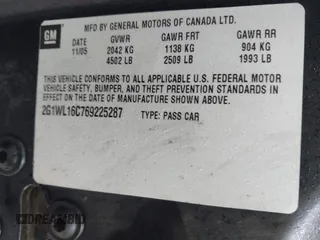 GM
MFD BY GENERAL MOTORS OF CANADA LTD.
DATE GVWR GAWR FRT GAWR RR
11/05 2042 KG 1138 KG 904 KG
4502 LB 2509 LB 1993 LB
THIS VEHICLE CONFORMS TO ALL APPLICABLE U.S. FEDERAL MOTOR
VEHICLE SAFETY, BUMPER, AND THEFT PREVENTION STANDARDS
IN EFFECT ON THE DATE OF MANUFACTURE SHOWN ABOVE.
2G1WL16C769225287 TYPE: PASS CAR
DREAMBID